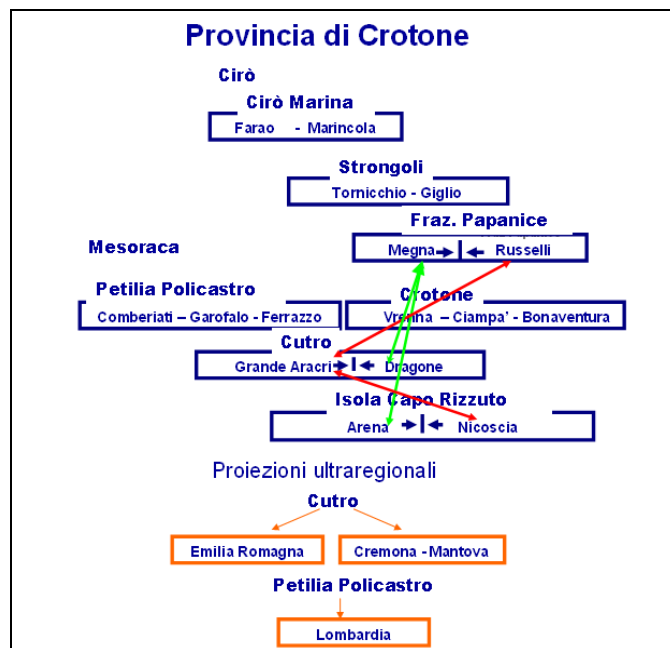 Provincia di Crotone
Cirò
Cirò Marina
Farao - Marincola
Strongoli
Tornicchio - Giglio
Fraz. Papanice
Mesoraca
Megna Russelli
Petilia Policastro Crotone
Comberiati – Garofalo - Ferrazzo Vrenna – Ciampa' - Bonaventura
Cutro
Grande Aracri Dragone
Isola Capo Rizzuto
Arena Nicoscia
Proiezioni ultraregionali
Cutro
Emilia Romagna Cremona - Mantova
Petilia Policastro
Lombardia